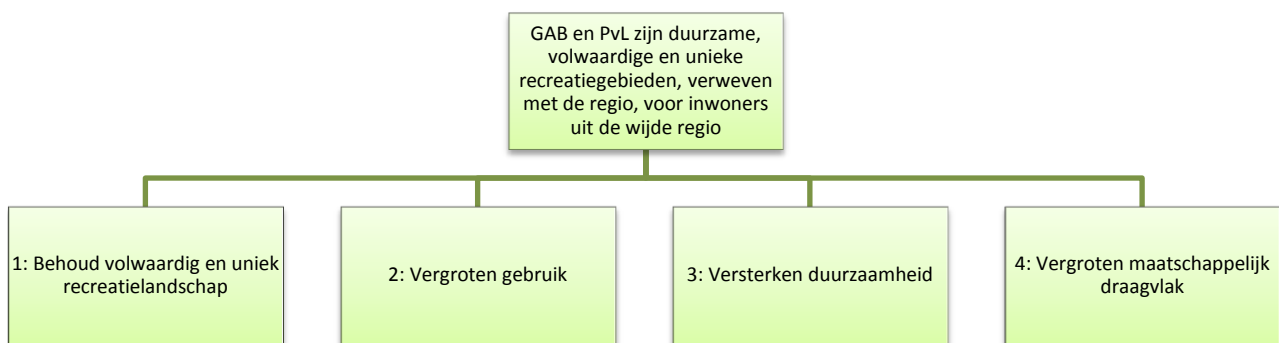 GAB en PvL zijn duurzame,
volwaardige en unieke
recreatiegebieden, verweven
met de regio, voor inwoners
uit de wijde regio
1: Behoud volwaardig en uniek
recreatielandschap
2: Vergroten gebruik
3: Versterken duurzaamheid
4: Vergroten maatschappelijk
draagvlak